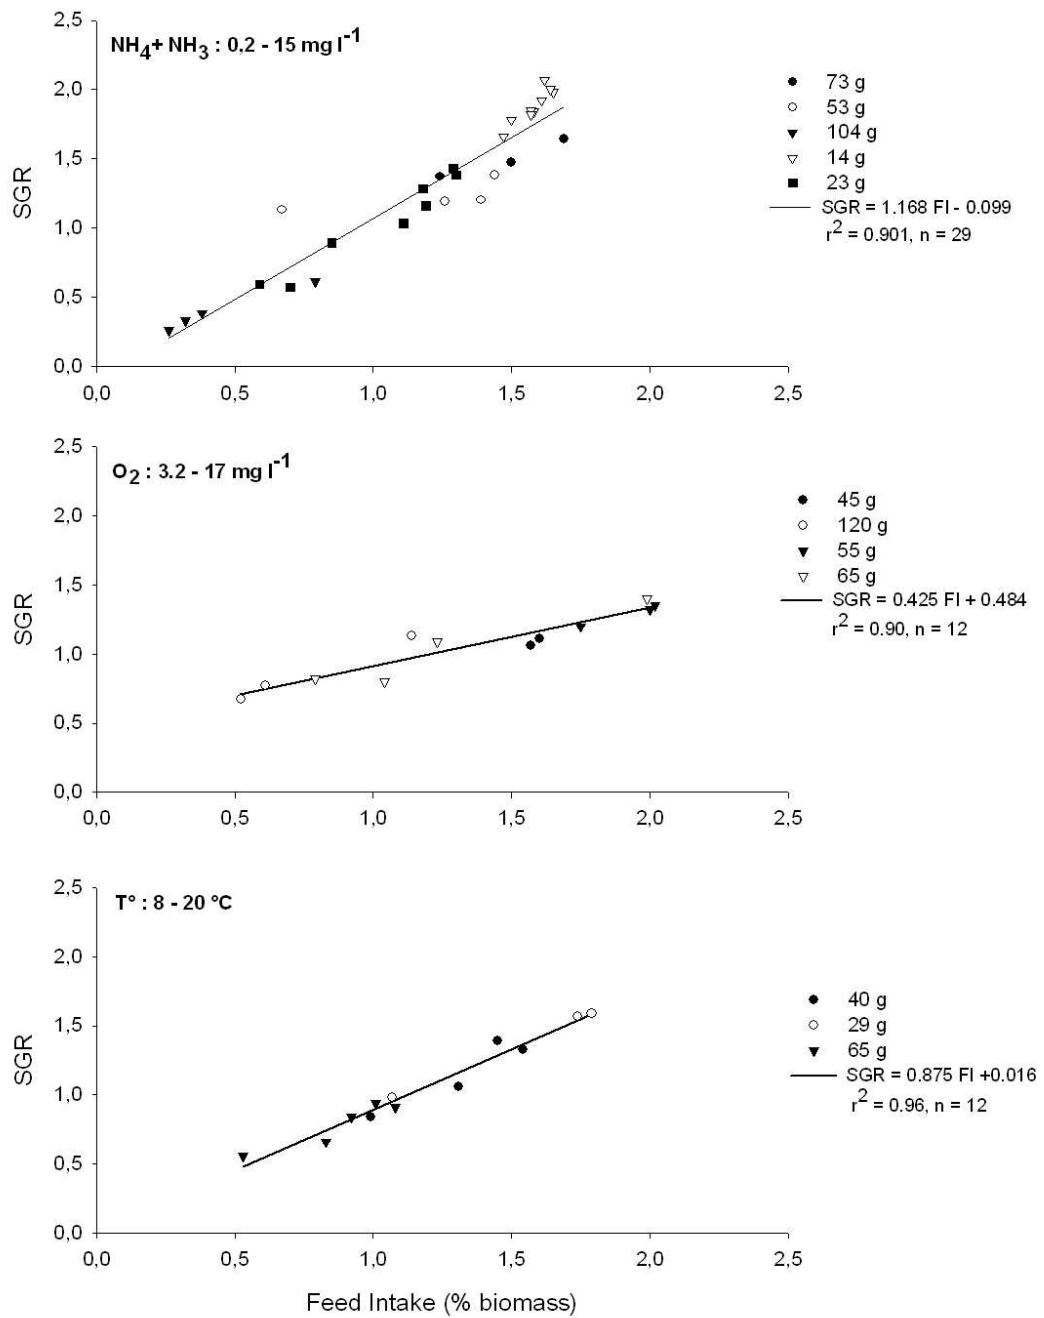 NH4+ NH3 : 0,2 - 15 mg l-1
2,5
2,0
1,5
1,0
0,5
0,0
SGR
0,0 0,5 1,0 1,5 2,0 2,5
73 g
53 g
104 g
14 g
23 g
SGR = 1.168 FI - 0.099
r2 = 0.901, n = 29
O2 : 3.2 - 17 mg l-1
2,5
2,0
1,5
1,0
0,5
0,0
SGR
0,0 0,5 1,0 1,5 2,0 2,5
45 g
120 g
55 g
65 g
SGR = 0.425 FI + 0.484
r2 = 0.90, n = 12
T° : 8 - 20 °C
2,5
2,0
1,5
1,0
0,5
0,0
SGR
0,0 0,5 1,0 1,5 2,0 2,5
40 g
29 g
65 g
SGR = 0.875 FI +0.016
r2 = 0.96, n = 12
Feed Intake (% biomass)